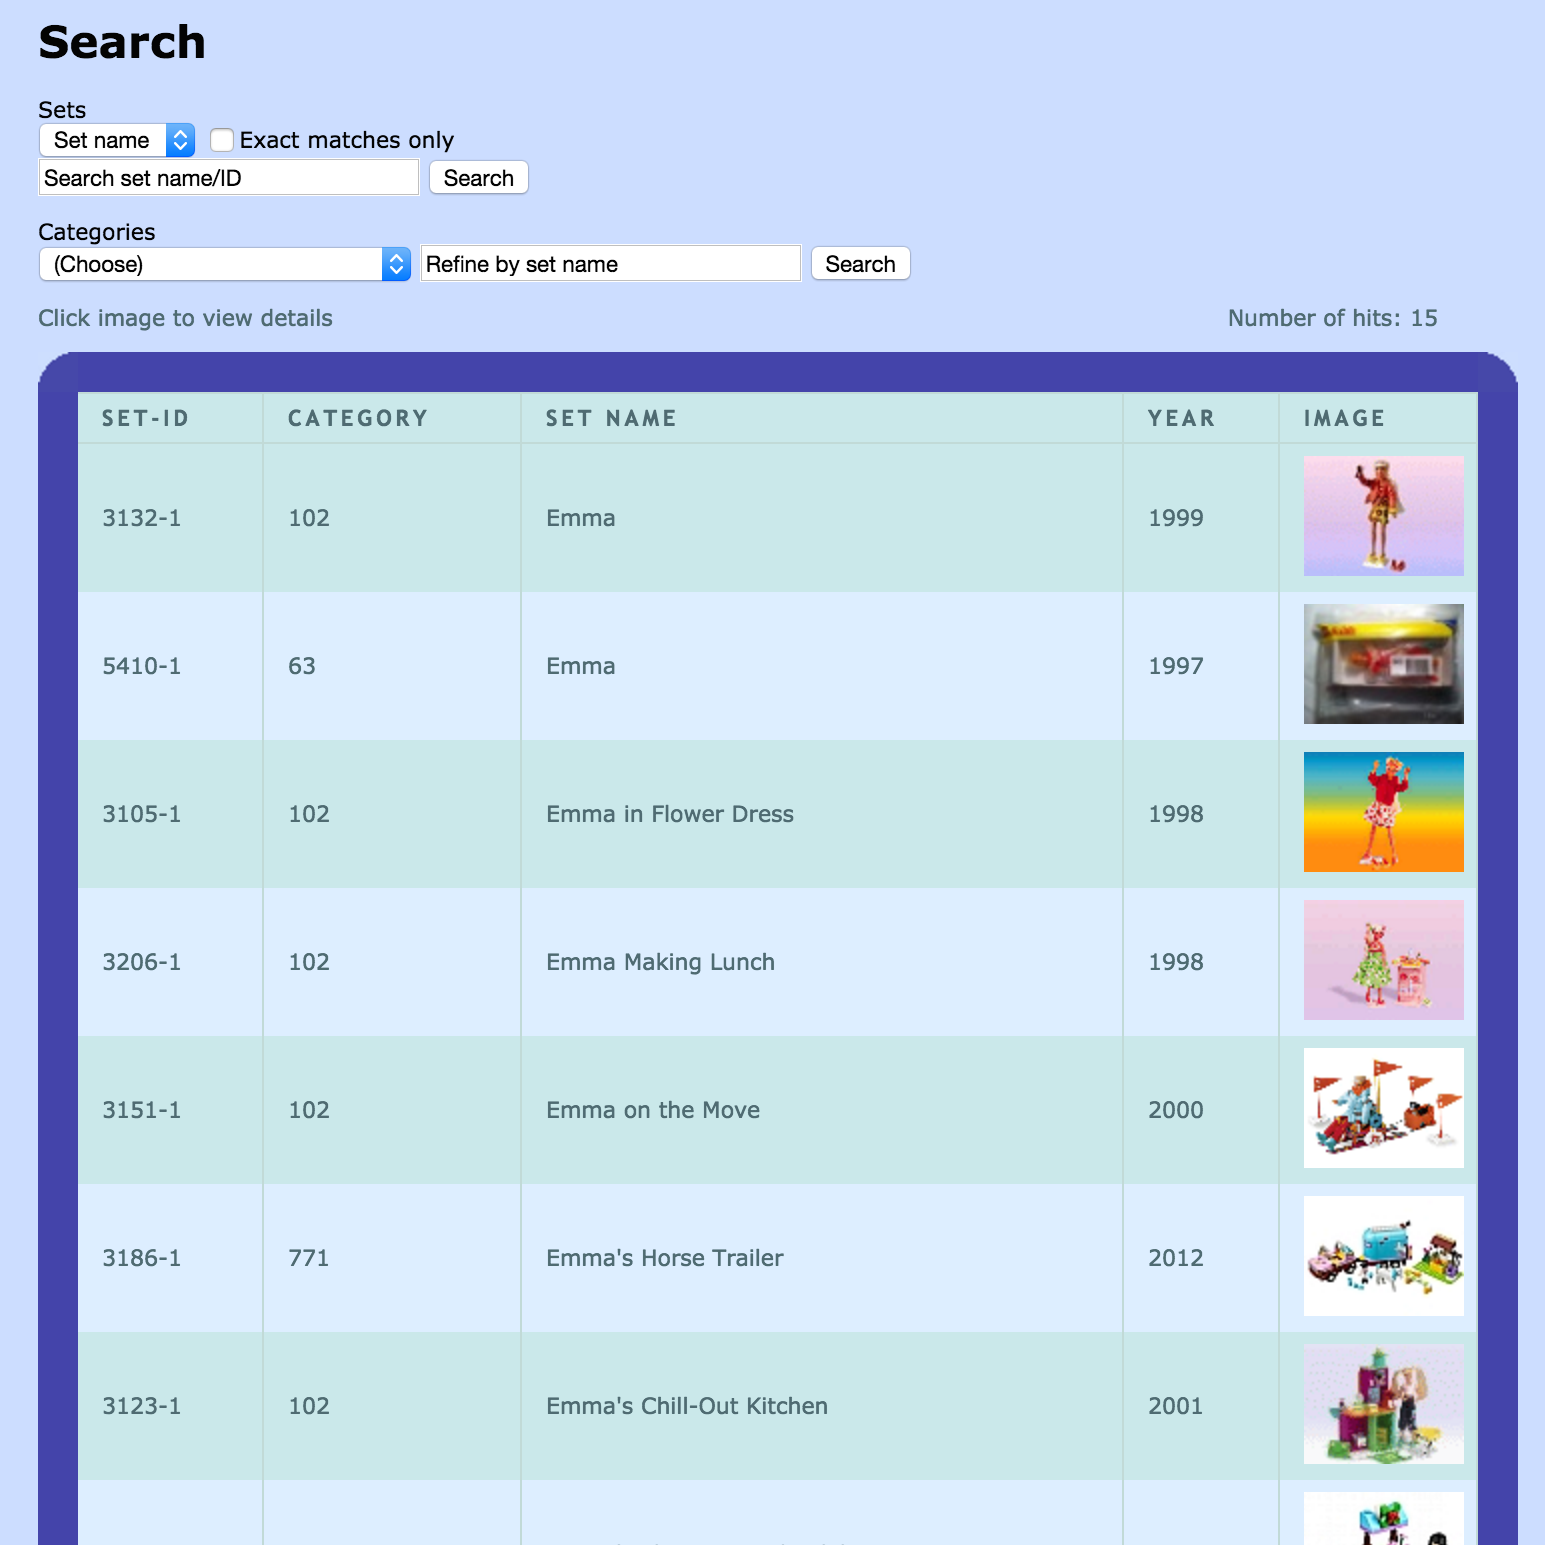 Search
Sets
Set name Exact matches only
Search set name/ID Search
Categories
(Choose) Refine by set name Search
Click image to view details Number of hits: 15
SET-ID CATEGORY SET NAME YEAR IMAGE
3132-1 102 Emma 1999
5410-1 63 Emma 1997
3105-1 102 Emma in Flower Dress 1998
3206-1 102 Emma Making Lunch 1998
3151-1 102 Emma on the Move 2000
3186-1 771 Emma's Horse Trailer 2012
3123-1 102 Emma's Chill-Out Kitchen 2001